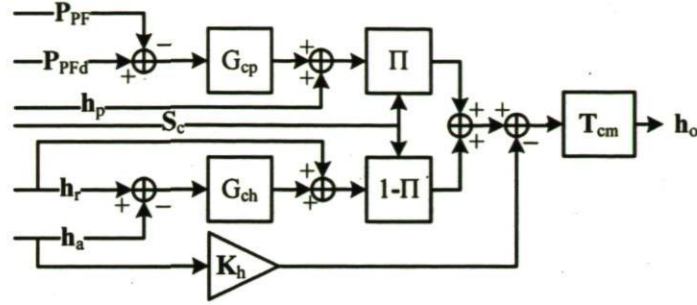 P_PF
P_PFd
G_cp
Π
h_p
S_c
T_cm
h_o
h_r
G_ch
1-Π
h_a
K_h